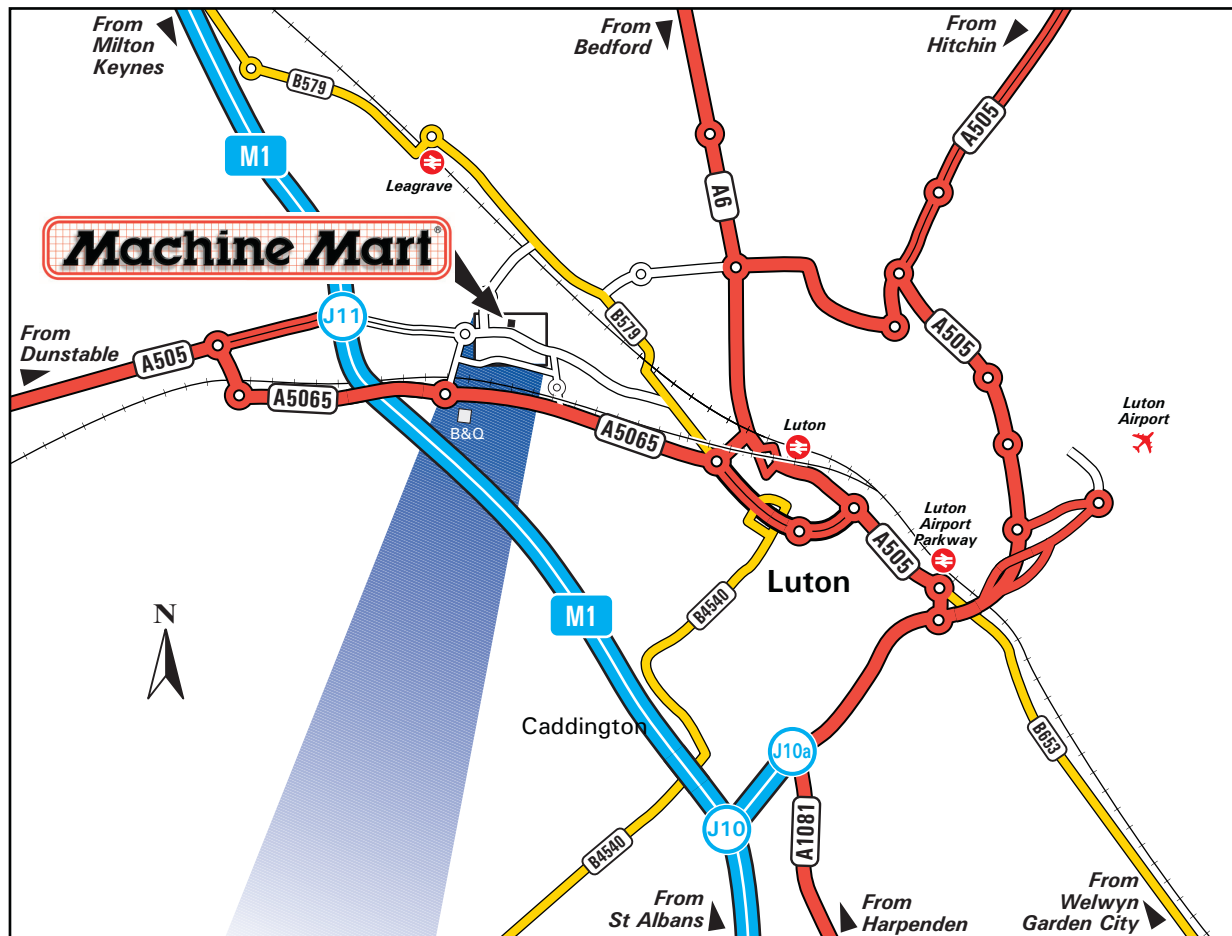 From
Milton
Keynes
From
Bedford
From
Hitchin
B579
M1
A505
Leagrave
A6
Machine Mart®
J11
B579
From
Dunstable
A505
A505
A5065
B&Q
A5065
Luton
Luton
Airport
Luton
Airport
Parkway
A505
Luton
B4540
M1
Caddington
B653
J10a
J10
A1081
B4540
From
St Albans
From
Harpenden
From
Welwyn
Garden City
N